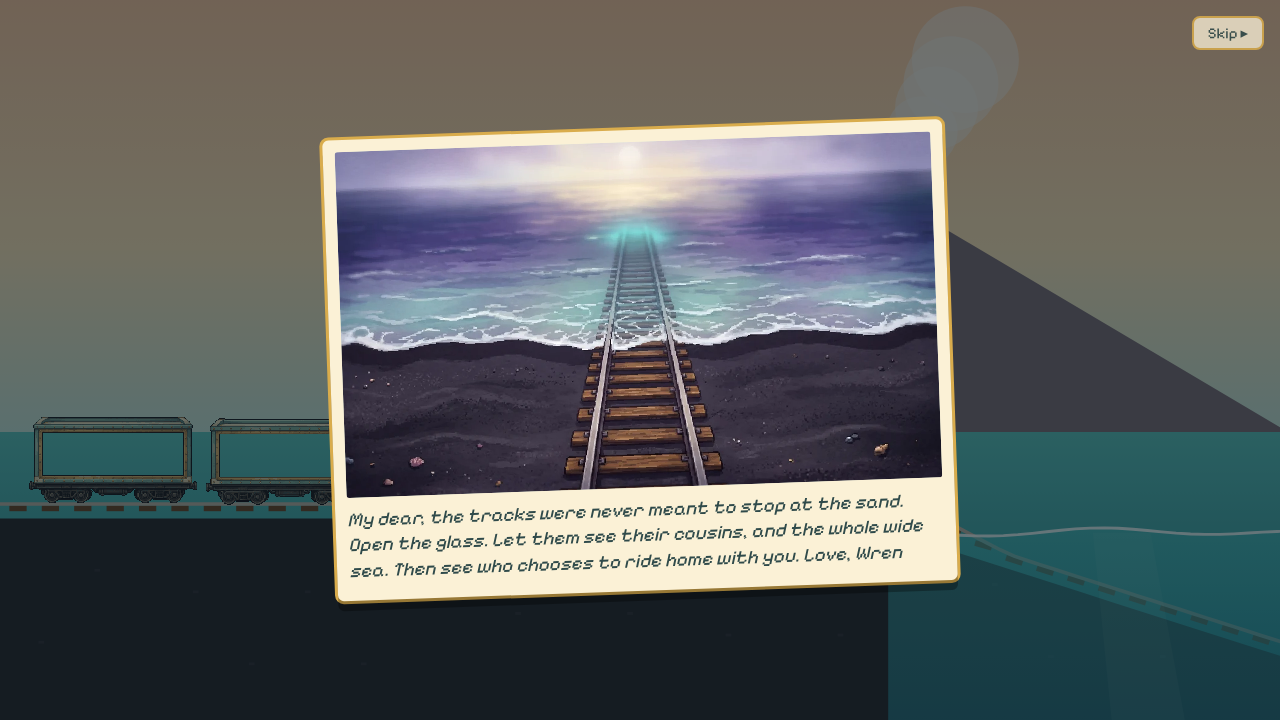 Skip ▸
My dear, the tracks were never meant to stop at the sand.
Open the glass. Let them see their cousins, and the whole wide
sea. Then see who chooses to ride home with you. Love, Wren